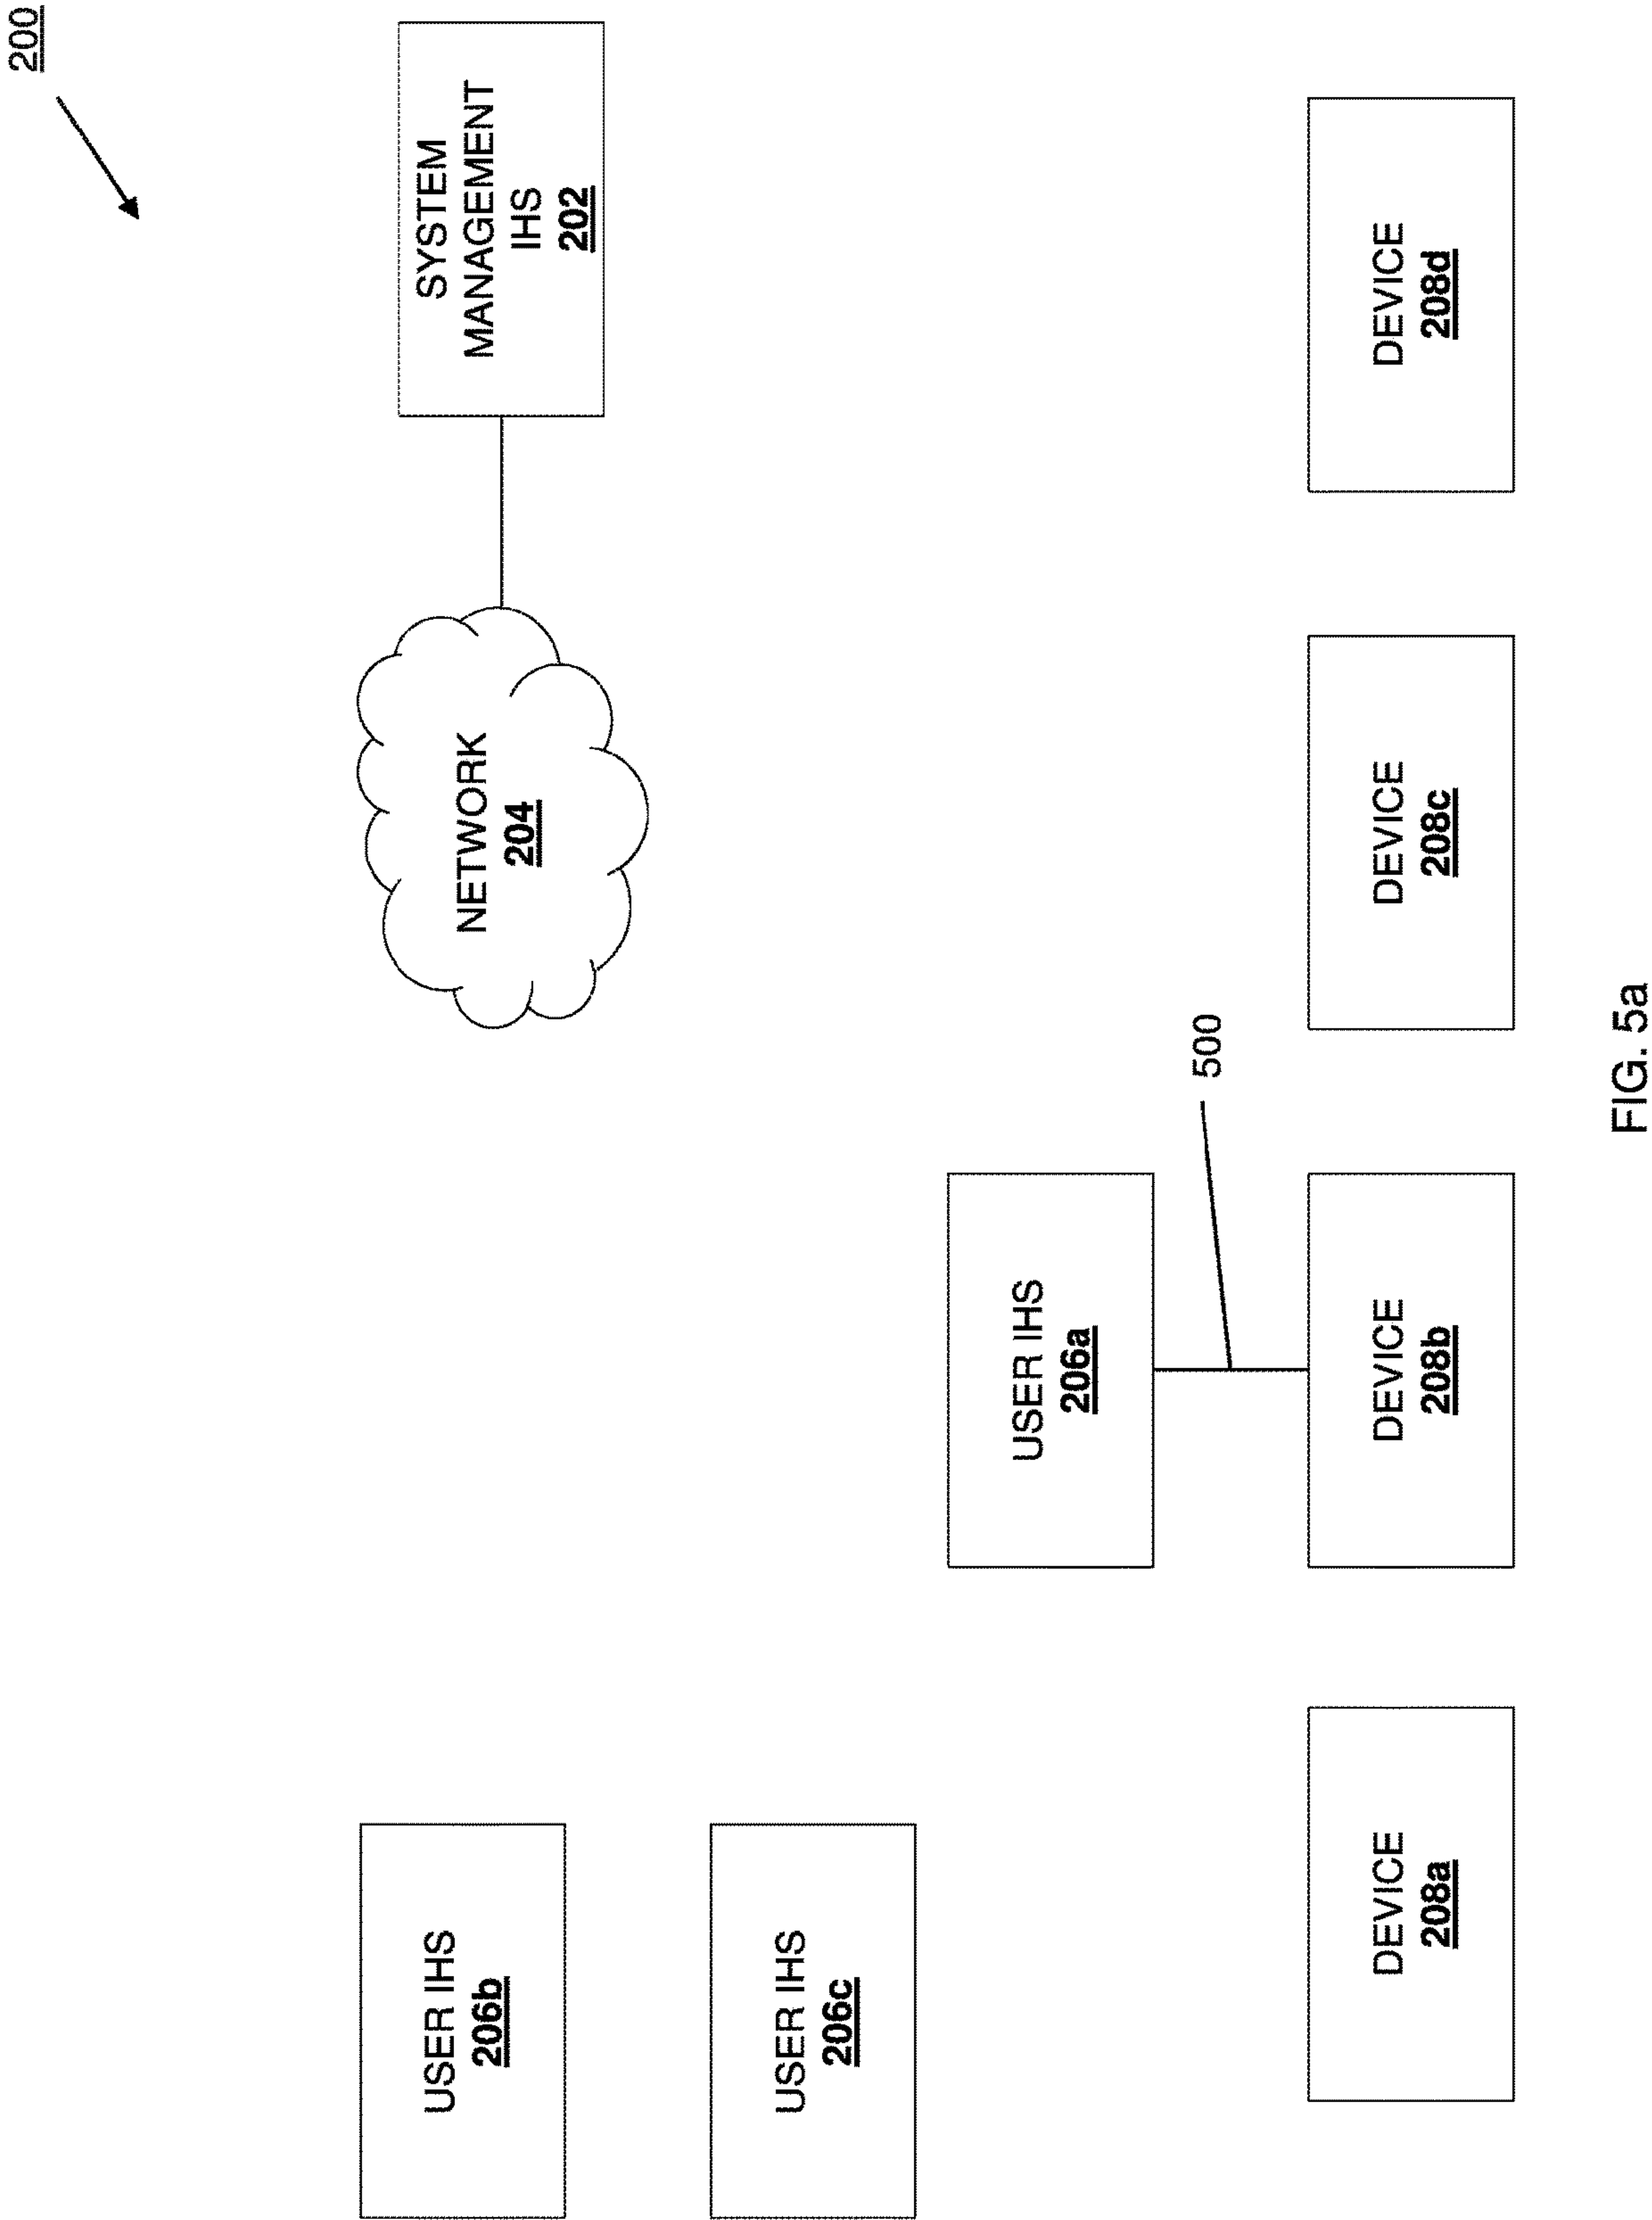 200
SYSTEM
MANAGEMENT
IHS
202
NETWORK
204
USER IHS
206b
USER IHS
206c
USER IHS
206a
500
DEVICE
208a
DEVICE
208b
DEVICE
208c
DEVICE
208d
FIG. 5a